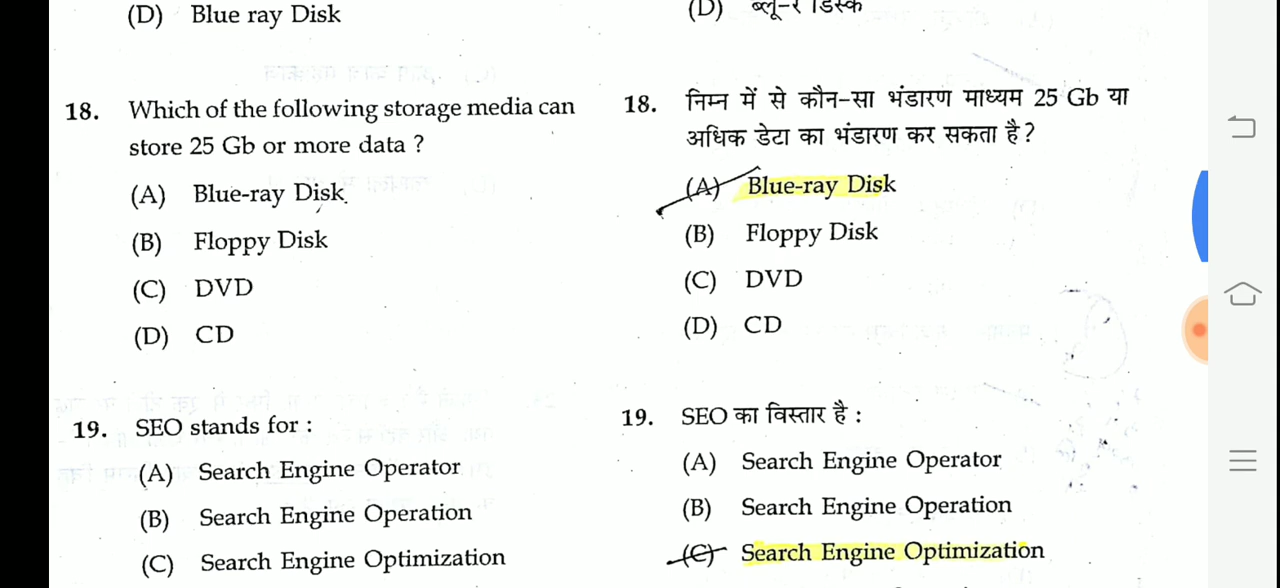 (D) Blue ray Disk
18. Which of the following storage media can
store 25 Gb or more data ?
(A) Blue-ray Disk
(B) Floppy Disk
(C) DVD
(D) CD
19. SEO stands for :
(A) Search Engine Operator
(B) Search Engine Operation
(C) Search Engine Optimization
(D) ब्लू-रे डिस्क
18. निम्न में से कौन-सा भंडारण माध्यम 25 Gb या
अधिक डेटा का भंडारण कर सकता है ?
(A) Blue-ray Disk
(B) Floppy Disk
(C) DVD
(D) CD
19. SEO का विस्तार है :
(A) Search Engine Operator
(B) Search Engine Operation
(C) Search Engine Optimization